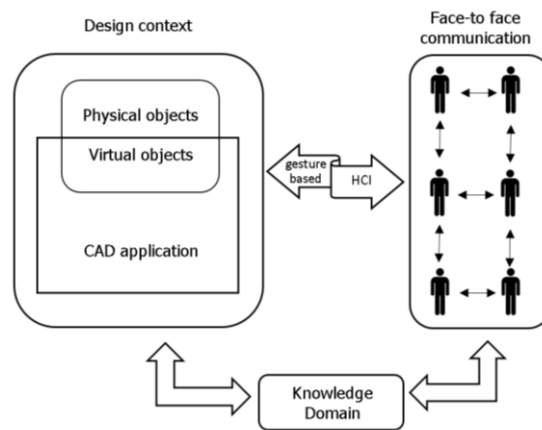 Design context
Face-to face
communication
Physical objects
Virtual objects
CAD application
gesture
based
HCI
Knowledge
Domain